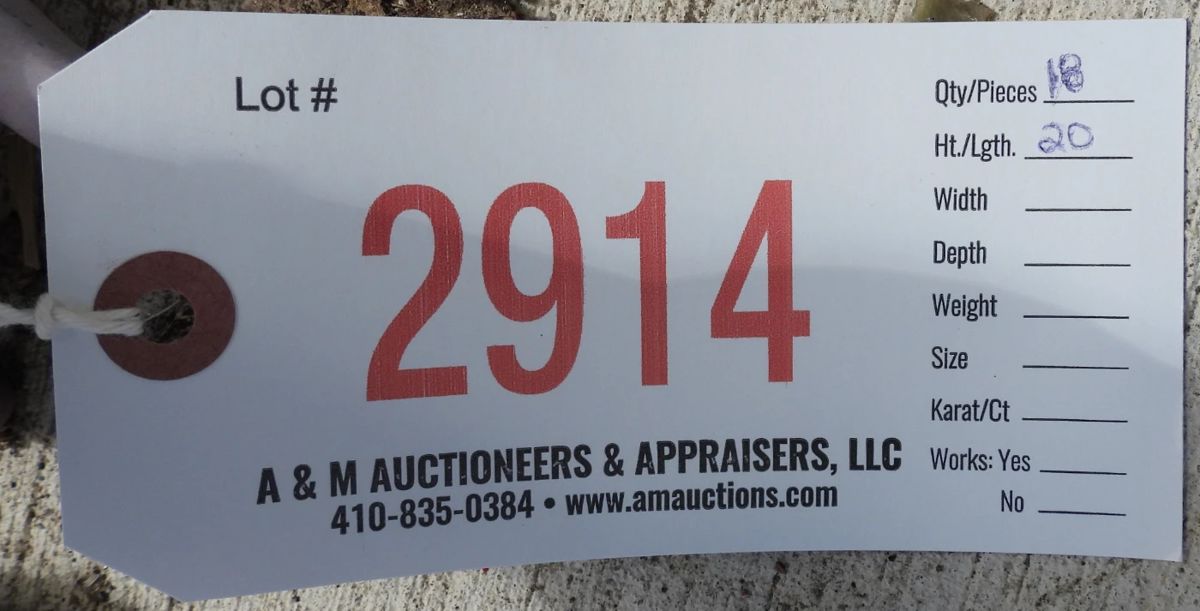 Lot #
2914
A & M AUCTIONEERS & APPRAISERS, LLC
410-835-0384 • www.amauctions.com
Qty/Pieces 18
Ht./Lgth. 20
Width
Depth
Weight
Size
Karat/Ct
Works: Yes
No